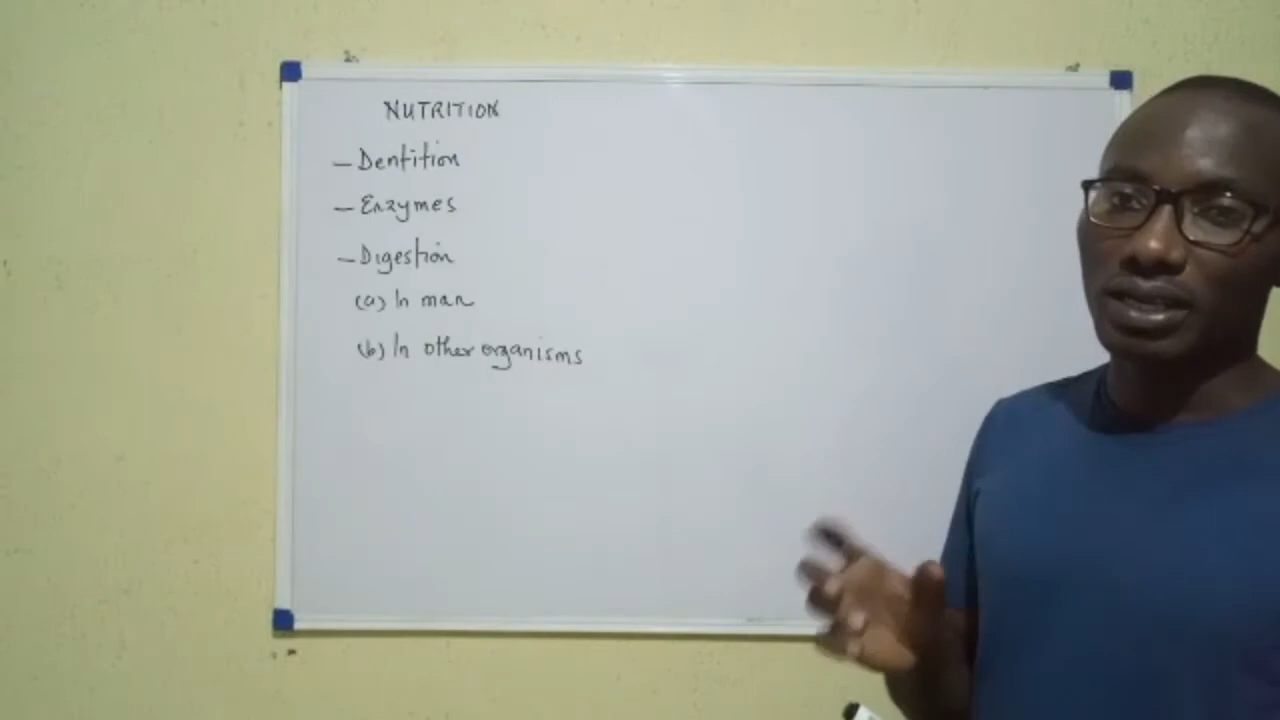 NUTRITION
- Dentition
- Enzymes
- Digestion
(a) In man
(b) In other organisms